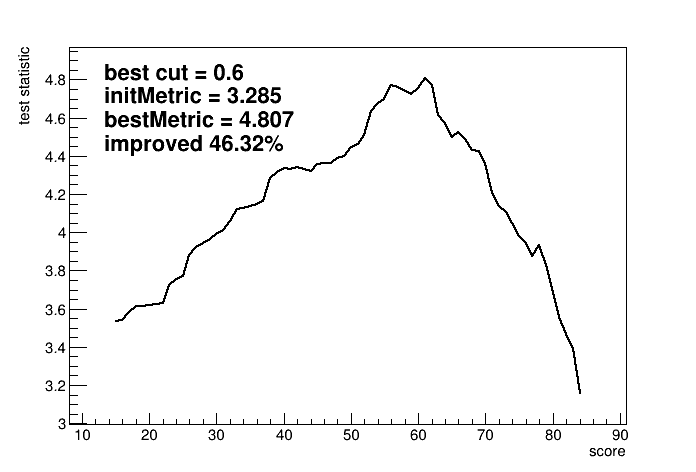 test statistic
best cut = 0.6
initMetric = 3.285
bestMetric = 4.807
improved 46.32%
4.8
4.6
4.4
4.2
4
3.8
3.6
3.4
3.2
3
10 20 30 40 50 60 70 80 90
score